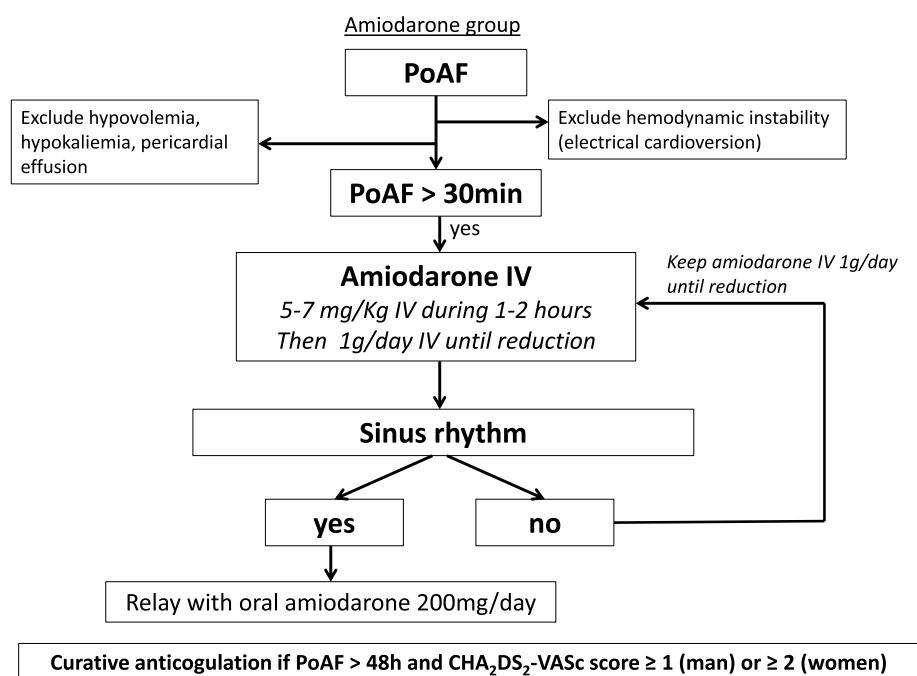 Amiodarone group
PoAF
Exclude hypovolemia,
hypokaliemia, pericardial
effusion
Exclude hemodynamic instability
(electrical cardioversion)
PoAF > 30min
yes
Amiodarone IV
5-7 mg/Kg IV during 1-2 hours
Then 1g/day IV until reduction
Keep amiodarone IV 1g/day
until reduction
Sinus rhythm
yes
no
Relay with oral amiodarone 200mg/day
Curative anticogulation if PoAF > 48h and CHA₂DS₂-VASc score ≥ 1 (man) or ≥ 2 (women)